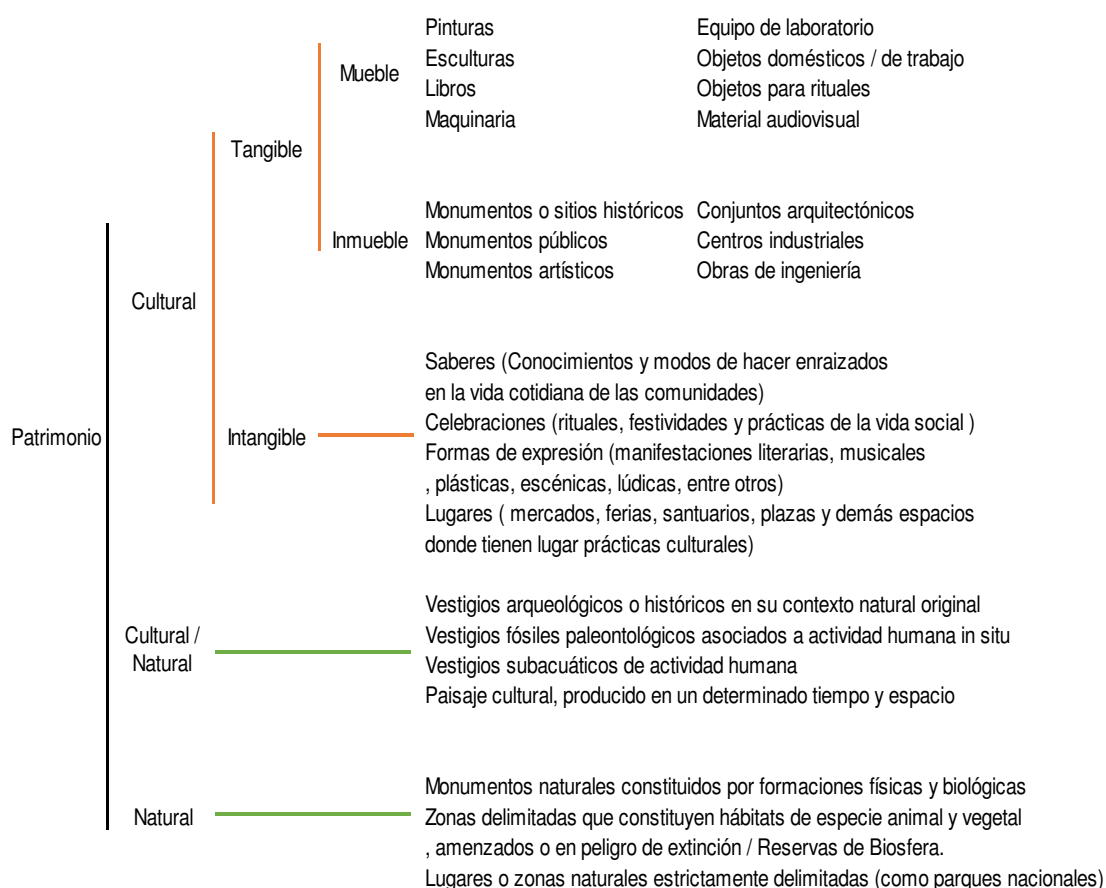 Pinturas Equipo de laboratorio
Esculturas Objetos domésticos / de trabajo
Mueble
Libros Objetos para rituales
Maquinaria Material audiovisual
Tangible
Monumentos o sitios históricos Conjuntos arquitectónicos
Inmueble Monumentos públicos Centros industriales
Monumentos artísticos Obras de ingeniería
Cultural
Saberes (Conocimientos y modos de hacer enraizados
en la vida cotidiana de las comunidades)
Celebraciones (rituales, festividades y prácticas de la vida social )
Patrimonio Intangible
Formas de expresión (manifestaciones literarias, musicales
, plásticas, escénicas, lúdicas, entre otros)
Lugares ( mercados, ferias, santuarios, plazas y demás espacios
donde tienen lugar prácticas culturales)
Vestigios arqueológicos o históricos en su contexto natural original
Cultural /
Natural
Vestigios fósiles paleontológicos asociados a actividad humana in situ
Vestigios subacuáticos de actividad humana
Paisaje cultural, producido en un determinado tiempo y espacio
Monumentos naturales constituidos por formaciones físicas y biológicas
Natural
Zonas delimitadas que constituyen hábitats de especie animal y vegetal
, amenzados o en peligro de extinción / Reservas de Biosfera.
Lugares o zonas naturales estrictamente delimitadas (como parques nacionales)